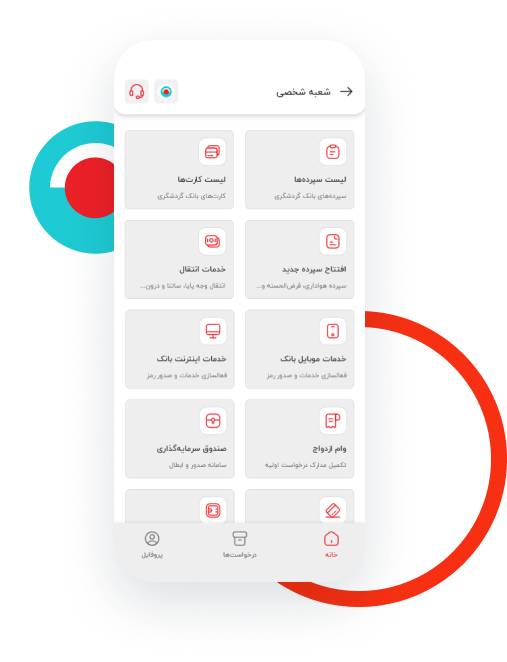 شعبه شخصی
لیست سپرده‌ها
سپرده‌های بانک گردشگری
لیست کارت‌ها
کارت‌های بانک گردشگری
افتتاح سپرده جدید
سپرده هواداری، قرض‌الحسنه و...
خدمات انتقال
انتقال وجه پایا، ساتنا و درون...
خدمات موبایل بانک
فعالسازی خدمات و صدور رمز
خدمات اینترنت بانک
فعالسازی خدمات و صدور رمز
وام ازدواج
تکمیل مدارک درخواست اولیه
صندوق سرمایه‌گذاری
سامانه صدور و ابطال
خانه
درخواست‌ها
پروفایل